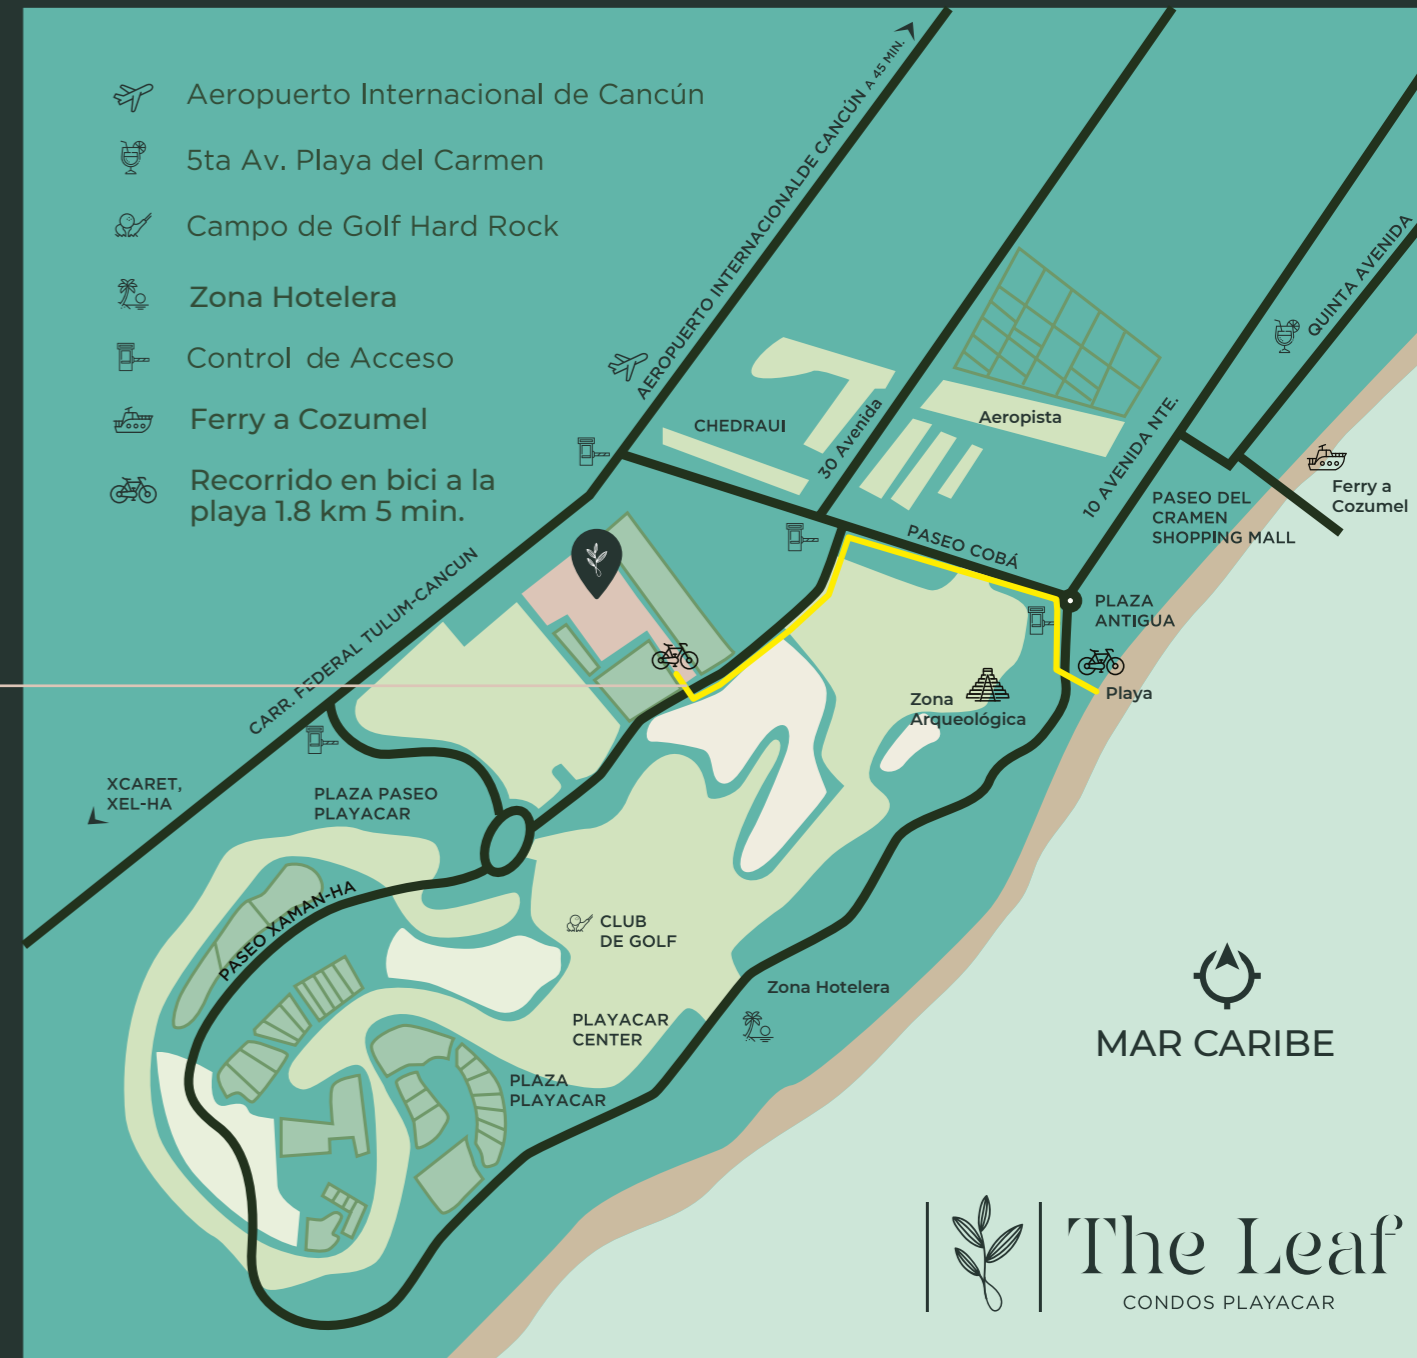 Aeropuerto Internacional de Cancún
5ta Av. Playa del Carmen
Campo de Golf Hard Rock
Zona Hotelera
Control de Acceso
Ferry a Cozumel
Recorrido en bici a la
playa 1.8 km 5 min.
AEROPUERTO INTERNACIONALDE CANCÚN A 45 MIN.
QUINTA AVENIDA
CHEDRAUI
30 Avenida
Aeropista
10 AVENIDA NTE.
Ferry a
Cozumel
PASEO DEL
CRAMEN
SHOPPING MALL
PASEO COBÁ
CARR. FEDERAL TULUM-CANCUN
PLAZA
ANTIGUA
Playa
Zona
Arqueológica
XCARET,
XEL-HA
PLAZA PASEO
PLAYACAR
PASEO XAMAN-HA
CLUB
DE GOLF
Zona Hotelera
PLAYACAR
CENTER
PLAZA
PLAYACAR
MAR CARIBE
The Leaf
CONDOS PLAYACAR